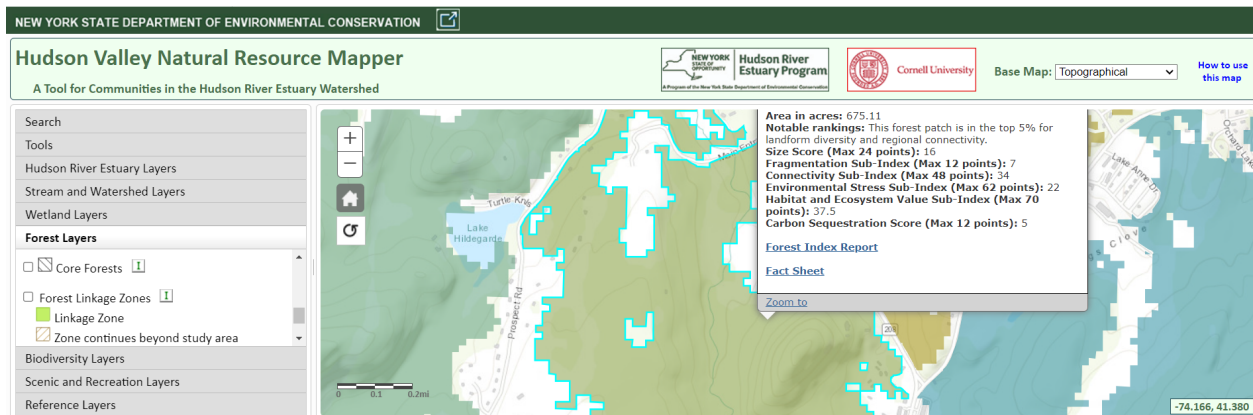 NEW YORK STATE DEPARTMENT OF ENVIRONMENTAL CONSERVATION
Hudson Valley Natural Resource Mapper
A Tool for Communities in the Hudson River Estuary Watershed
NEW YORK
STATE OF
OPPORTUNITY
Hudson River
Estuary Program
A Program of the New York State Department of Environmental Conservation
Cornell University
Base Map: Topographical
How to use
this map
Search
Tools
Hudson River Estuary Layers
Stream and Watershed Layers
Wetland Layers
Forest Layers
Core Forests
Forest Linkage Zones
Linkage Zone
Zone continues beyond study area
Biodiversity Layers
Scenic and Recreation Layers
Reference Layers
+
−
Turtle Knls
Lake
Hildegarde
Prospect Rd
Main
0 0.1 0.2mi
Area in acres: 675.11
Notable rankings: This forest patch is in the top 5% for
landform diversity and regional connectivity.
Size Score (Max 24 points): 16
Fragmentation Sub-Index (Max 12 points): 7
Connectivity Sub-Index (Max 48 points): 34
Environmental Stress Sub-Index (Max 62 points): 22
Habitat and Ecosystem Value Sub-Index (Max 70
points): 37.5
Carbon Sequestration Score (Max 12 points): 5
Forest Index Report
Fact Sheet
Zoom to
208
Lake Anne Dr
Orchard Lake
Clove
-74.166, 41.380